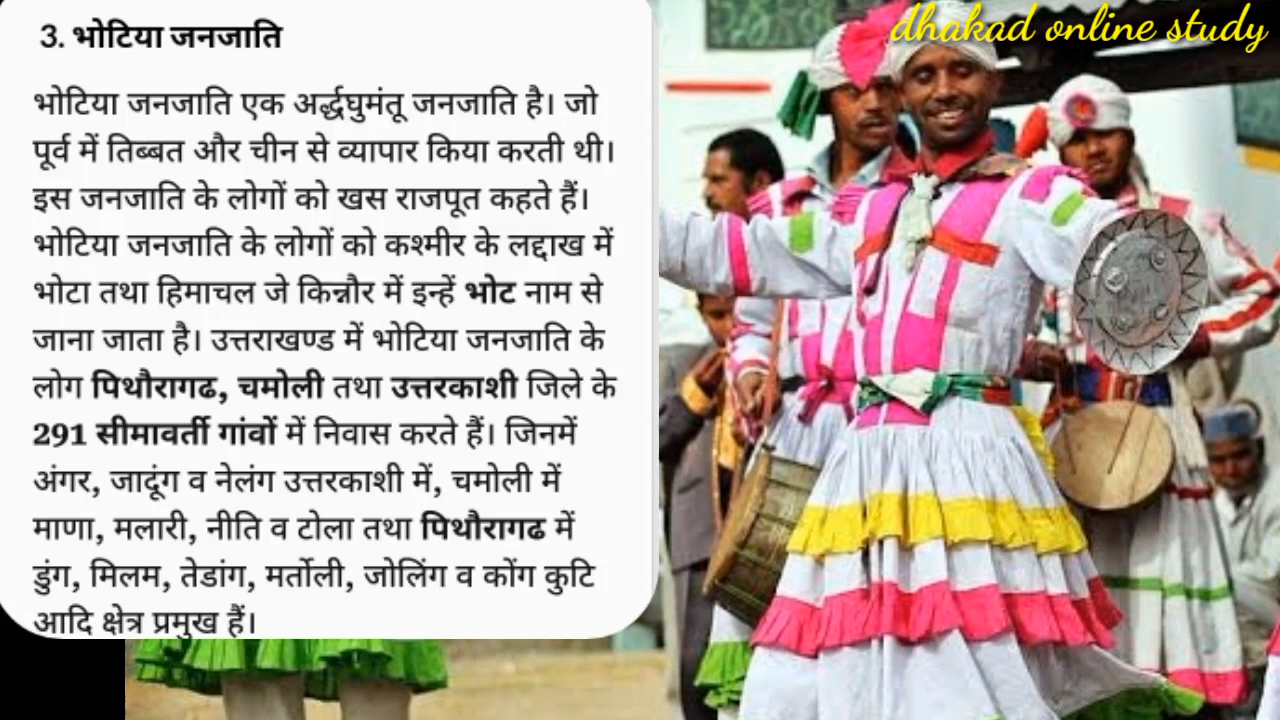 dhakad online study
3. भोटिया जनजाति
भोटिया जनजाति एक अर्द्धघुमंतू जनजाति है। जो
पूर्व में तिब्बत और चीन से व्यापार किया करती थी।
इस जनजाति के लोगों को खस राजपूत कहते हैं।
भोटिया जनजाति के लोगों को कश्मीर के लद्दाख में
भोटा तथा हिमाचल जे किन्नौर में इन्हें भोट नाम से
जाना जाता है। उत्तराखण्ड में भोटिया जनजाति के
लोग पिथौरागढ, चमोली तथा उत्तरकाशी जिले के
291 सीमावर्ती गांवों में निवास करते हैं। जिनमें
अंगर, जादूंग व नेलंग उत्तरकाशी में, चमोली में
माणा, मलारी, नीति व टोला तथा पिथौरागढ में
डुंग, मिलम, तेडांग, मर्तोली, जोलिंग व कोंग कुटि
आदि क्षेत्र प्रमुख हैं।